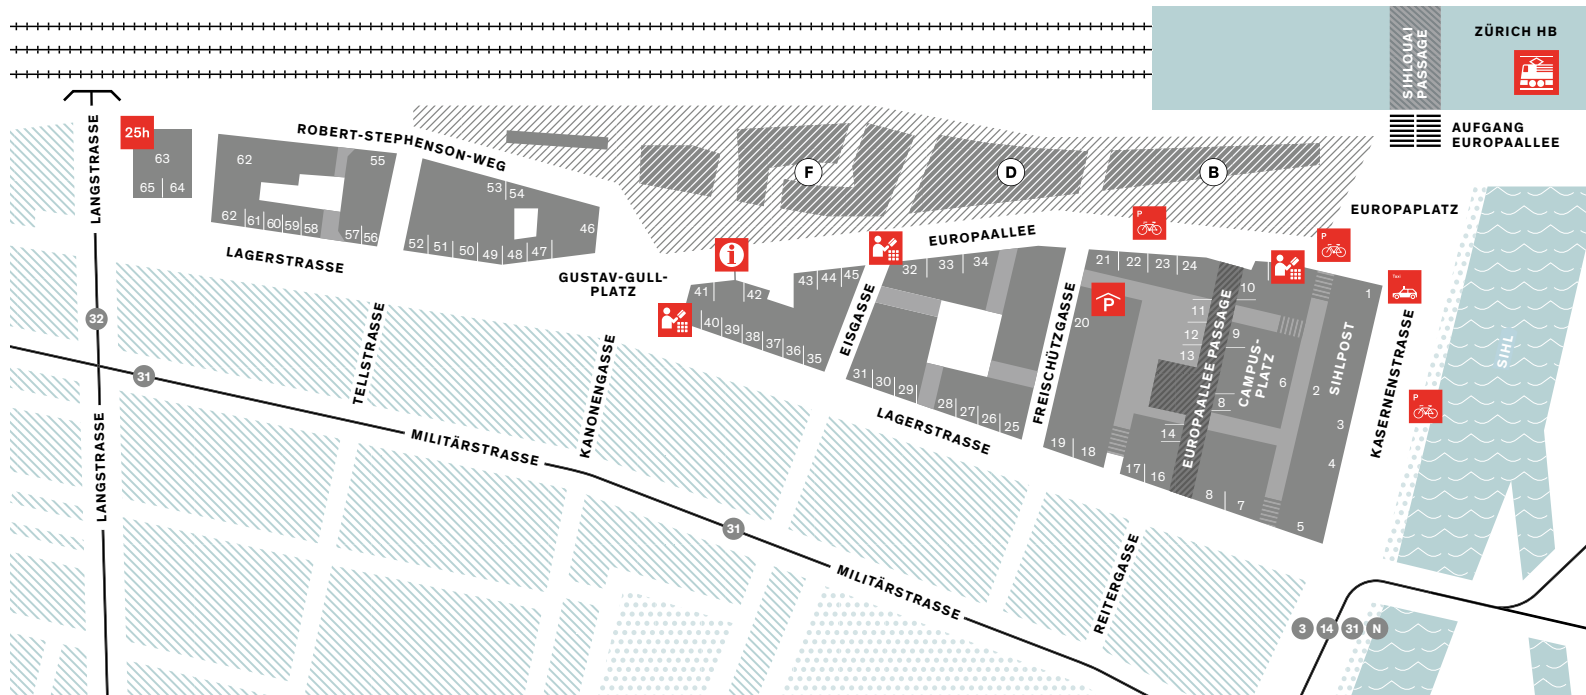 ZÜRICH HB
SIHLQUAI
PASSAGE
AUFGANG
EUROPAALLEE
EUROPAPLATZ
LANGSTRASSE
25h
63
65
64
ROBERT-STEPHENSON-WEG
62
55
62
61
60
59
58
57
56
53
54
46
52
51
50
49
48
47
LAGERSTRASSE
F
D
B
EUROPAALLEE
P
P
Taxi
P
P
GUSTAV-GULL-
PLATZ
i
41
42
43
44
45
40
39
38
37
36
35
EISGASSE
32
33
34
31
30
29
28
27
26
25
LAGERSTRASSE
FREISCHÜTZGASSE
21
22
23
24
20
19
18
17
16
11
12
13
14
EUROPAALLEE PASSAGE
10
9
8
CAMPUS-
PLATZ
6
8
7
SIHLPOST
1
2
3
4
5
KASERNENSTRASSE
SIHL
32
31
TELLSTRASSE
KANONENGASSE
LANGSTRASSE
MILITÄRSTRASSE
31
MILITÄRSTRASSE
REITERGASSE
3
14
31
N